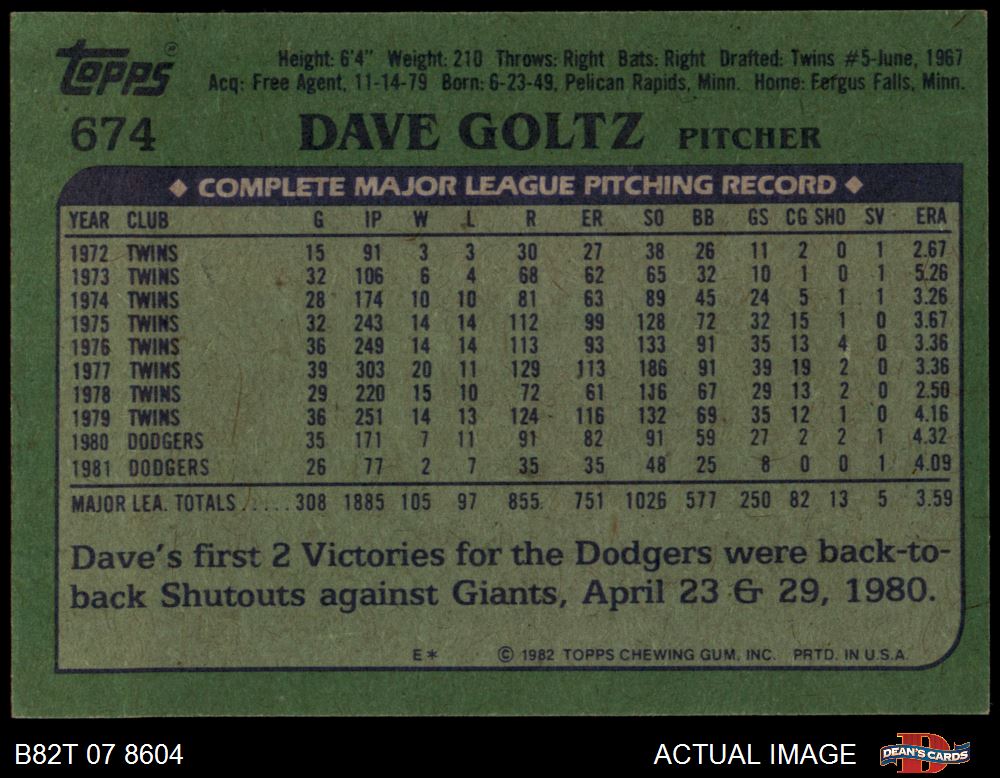 Topps®
Height: 6'4" Weight: 210 Throws: Right Bats: Right Drafted: Twins #5-June, 1967
Acq: Free Agent, 11-14-79 Born: 6-23-49, Pelican Rapids, Minn. Home: Fergus Falls, Minn.
674 DAVE GOLTZ PITCHER
◆ COMPLETE MAJOR LEAGUE PITCHING RECORD ◆
YEAR CLUB G IP W L R ER SO BB GS CG SHO SV ERA
1972 TWINS 15 91 3 3 30 27 38 26 11 2 0 1 2.67
1973 TWINS 32 106 6 4 68 62 65 32 10 1 0 1 5.26
1974 TWINS 28 174 10 10 81 63 89 45 24 5 1 1 3.26
1975 TWINS 32 243 14 14 112 99 128 72 32 15 1 0 3.67
1976 TWINS 36 249 14 14 113 93 133 91 35 13 4 0 3.36
1977 TWINS 39 303 20 11 129 113 186 91 39 19 2 0 3.36
1978 TWINS 29 220 15 10 72 61 116 67 29 13 2 0 2.50
1979 TWINS 36 251 14 13 124 116 132 69 35 12 1 0 4.16
1980 DODGERS 35 171 7 11 91 82 91 59 27 2 2 1 4.32
1981 DODGERS 26 77 2 7 35 35 48 25 8 0 0 1 4.09
MAJOR LEA. TOTALS ..... 308 1885 105 97 855 751 1026 577 250 82 13 5 3.59
Dave's first 2 Victories for the Dodgers were back-to-
back Shutouts against Giants, April 23 & 29, 1980.
E* © 1982 TOPPS CHEWING GUM, INC. PRTD. IN U.S.A.
B82T 07 8604 ACTUAL IMAGE DEAN'S CARDS